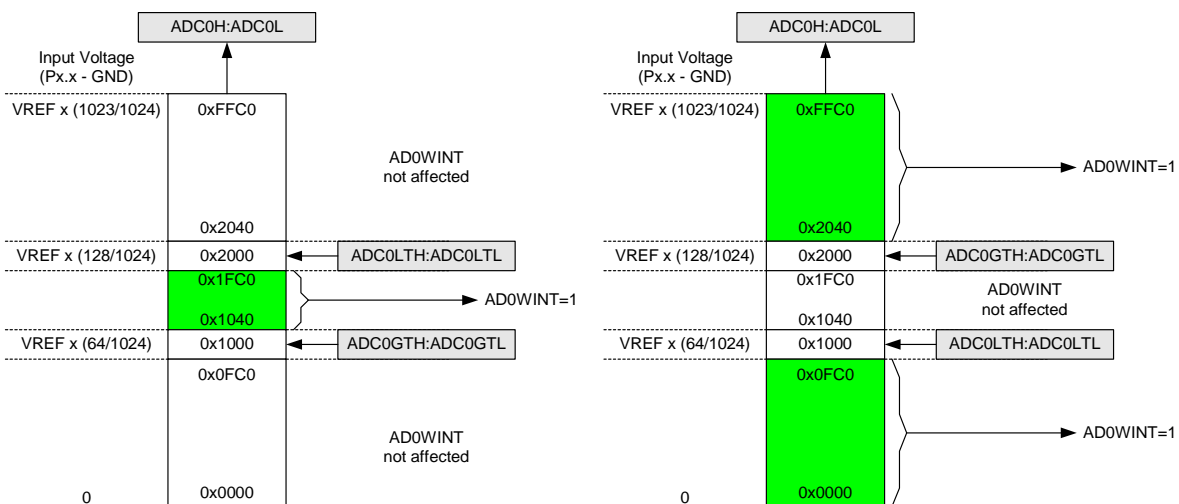 ADC0H:ADC0L
Input Voltage
(Px.x - GND)
VREF x (1023/1024)
0xFFC0
AD0WINT
not affected
0x2040
VREF x (128/1024)
0x2000
ADC0LTH:ADC0LTL
0x1FC0
AD0WINT=1
0x1040
VREF x (64/1024)
0x1000
ADC0GTH:ADC0GTL
0x0FC0
AD0WINT
not affected
0
0x0000
ADC0H:ADC0L
Input Voltage
(Px.x - GND)
VREF x (1023/1024)
0xFFC0
AD0WINT=1
0x2040
VREF x (128/1024)
0x2000
ADC0GTH:ADC0GTL
0x1FC0
AD0WINT
not affected
0x1040
VREF x (64/1024)
0x1000
ADC0LTH:ADC0LTL
0x0FC0
AD0WINT=1
0
0x0000